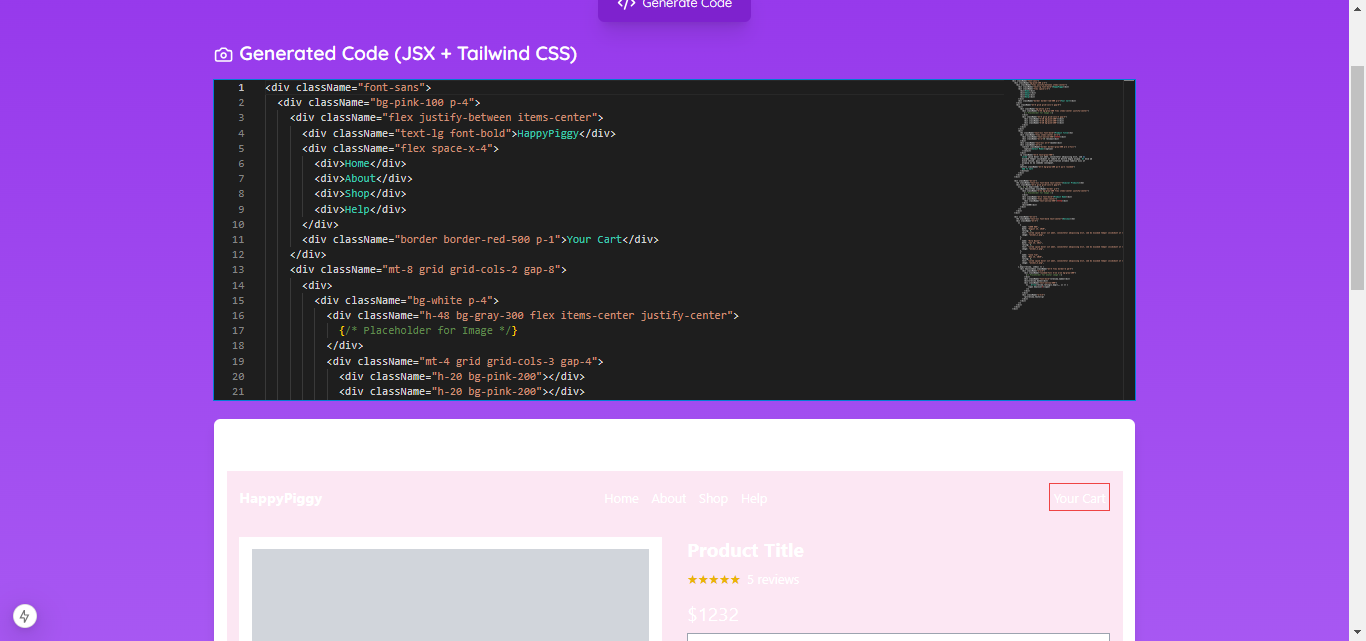 Generate Code
Generated Code (JSX + Tailwind CSS)
1 <div className="font-sans">
2 <div className="bg-pink-100 p-4">
3 <div className="flex justify-between items-center">
4 <div className="text-lg font-bold">HappyPiggy</div>
5 <div className="flex space-x-4">
6 <div>Home</div>
7 <div>About</div>
8 <div>Shop</div>
9 <div>Help</div>
10 </div>
11 <div className="border border-red-500 p-1">Your Cart</div>
12 </div>
13 <div className="mt-8 grid grid-cols-2 gap-8">
14 <div>
15 <div className="bg-white p-4">
16 <div className="h-48 bg-gray-300 flex items-center justify-center">
17 {/* Placeholder for Image */}
18 </div>
19 <div className="mt-4 grid grid-cols-3 gap-4">
20 <div className="h-20 bg-pink-200"></div>
21 <div className="h-20 bg-pink-200"></div>
HappyPiggy Home About Shop Help Your Cart
Product Title
★★★★★ 5 reviews
$1232